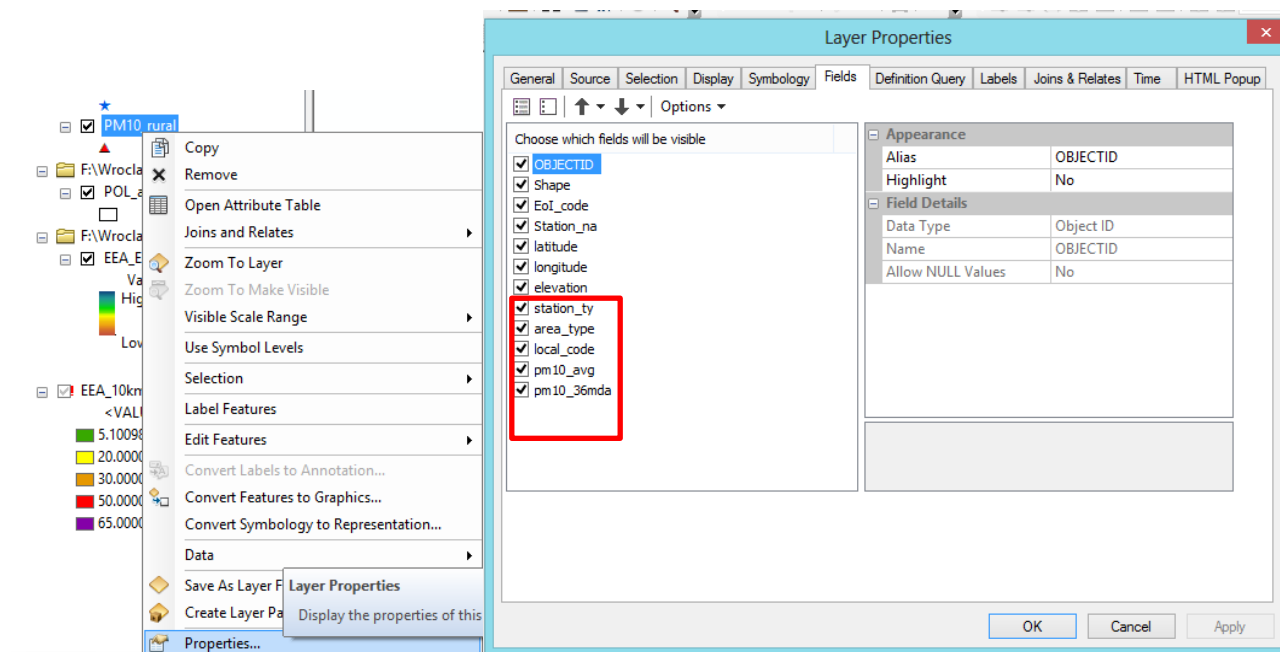 PM10_rural
F:\Wrocla
POL_a
F:\Wrocla
EEA_E
Va
Hig
Lov
EEA_10km
<VALU
5.10098
20.0000
30.0000
50.0000
65.0000
Copy
Remove
Open Attribute Table
Joins and Relates
Zoom To Layer
Zoom To Make Visible
Visible Scale Range
Use Symbol Levels
Selection
Label Features
Edit Features
Convert Labels to Annotation...
Convert Features to Graphics...
Convert Symbology to Representation...
Data
Save As Layer F
Create Layer Pa
Properties...
Layer Properties
Display the properties of this
Layer Properties
General Source Selection Display Symbology Fields Definition Query Labels Joins & Relates Time HTML Popup
Options
Choose which fields will be visible
OBJECTID
Shape
EoI_code
Station_na
latitude
longitude
elevation
station_ty
area_type
local_code
pm10_avg
pm10_36mda
Appearance
Alias OBJECTID
Highlight No
Field Details
Data Type Object ID
Name OBJECTID
Allow NULL Values No
OK Cancel Apply